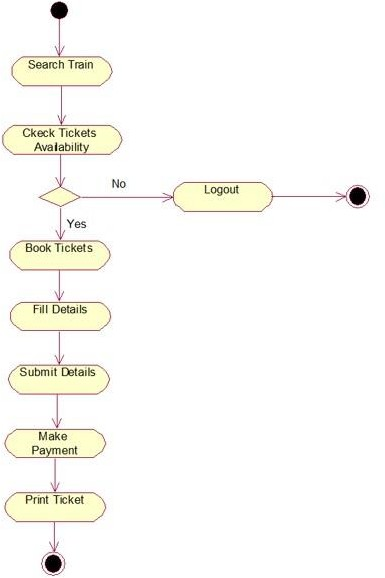 Search Train
Ckeck Tickets
Availability
No
Logout
Yes
Book Tickets
Fill Details
Submit Details
Make
Payment
Print Ticket